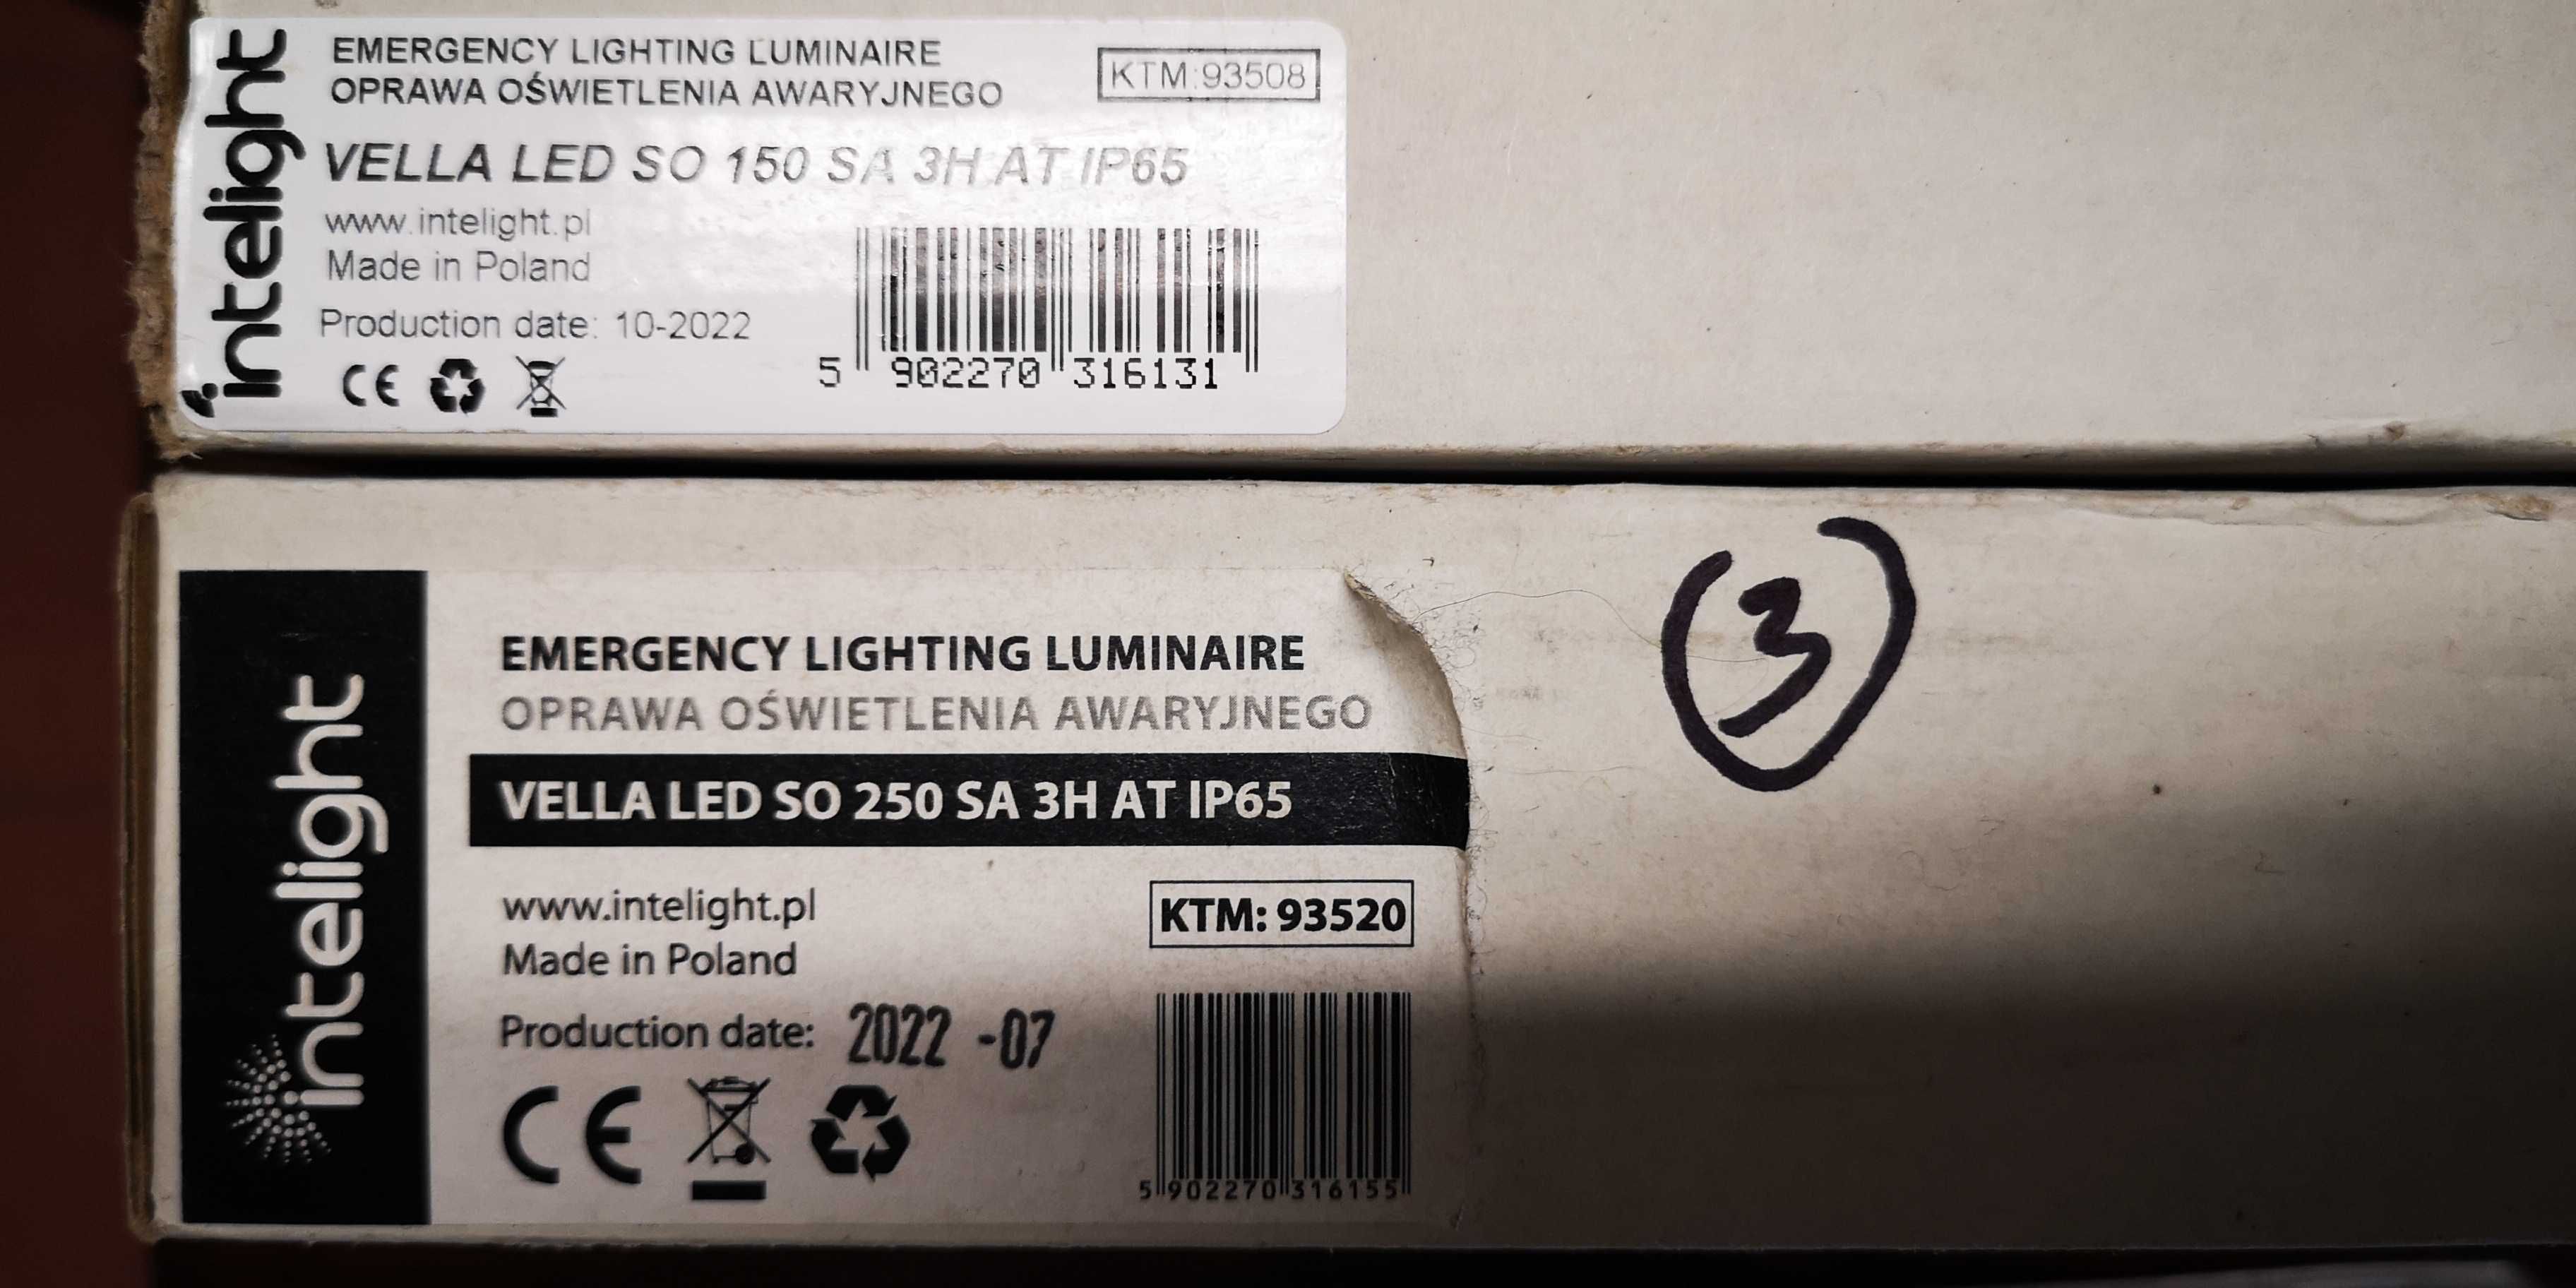 intelight
EMERGENCY LIGHTING LUMINAIRE
OPRAWA OŚWIETLENIA AWARYJNEGO
KTM:93508
VELLA LED SO 150 SA 3H AT IP65
www.intelight.pl
Made in Poland
Production date: 10-2022
CE
5 902270 316131
intelight
EMERGENCY LIGHTING LUMINAIRE
OPRAWA OŚWIETLENIA AWARYJNEGO
VELLA LED SO 250 SA 3H AT IP65
www.intelight.pl
KTM: 93520
Made in Poland
Production date: 2022 -07
CE
5 902270 316155
3